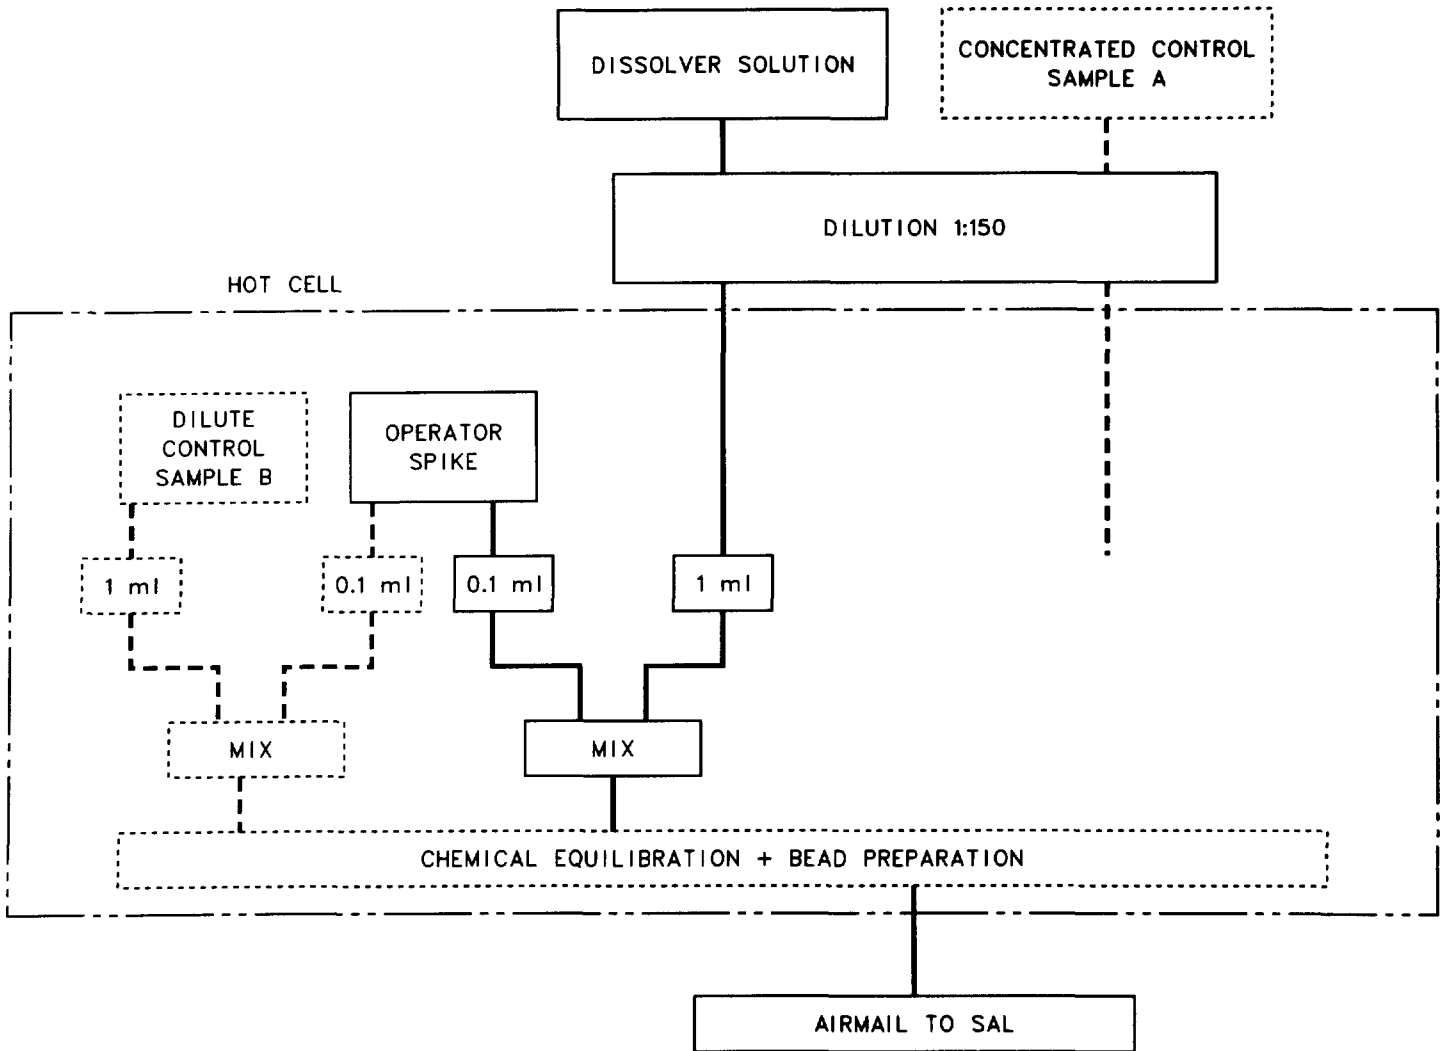 DISSOLVER SOLUTION
CONCENTRATED CONTROL
SAMPLE A
DILUTION 1:150
HOT CELL
DILUTE
CONTROL
SAMPLE B
OPERATOR
SPIKE
1 ml
0.1 ml
0.1 ml
1 ml
MIX
MIX
CHEMICAL EQUILIBRATION + BEAD PREPARATION
AIRMAIL TO SAL